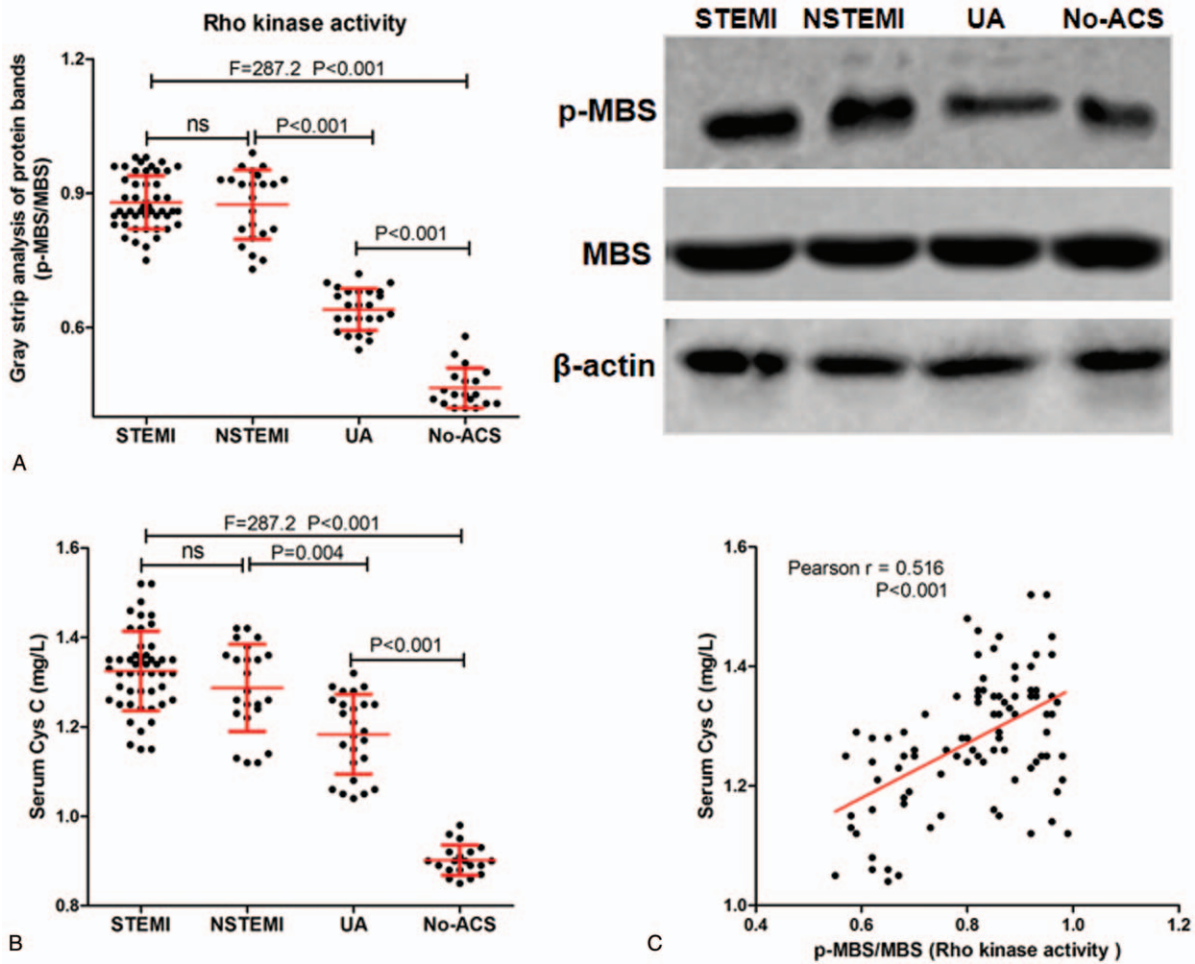 Rho kinase activity
Gray strip analysis of protein bands
(p-MBS/MBS)
1.2
0.9
0.6
F=287.2 P<0.001
ns
P<0.001
P<0.001
STEMI NSTEMI UA No-ACS
A
STEMI NSTEMI UA No-ACS
p-MBS
MBS
β-actin
Serum Cys C (mg/L)
1.6
1.4
1.2
1.0
0.8
F=287.2 P<0.001
ns
P=0.004
P<0.001
STEMI NSTEMI UA No-ACS
B
Serum Cys C (mg/L)
1.6
1.4
1.2
1.0
Pearson r = 0.516
P<0.001
0.4 0.6 0.8 1.0 1.2
p-MBS/MBS (Rho kinase activity )
C